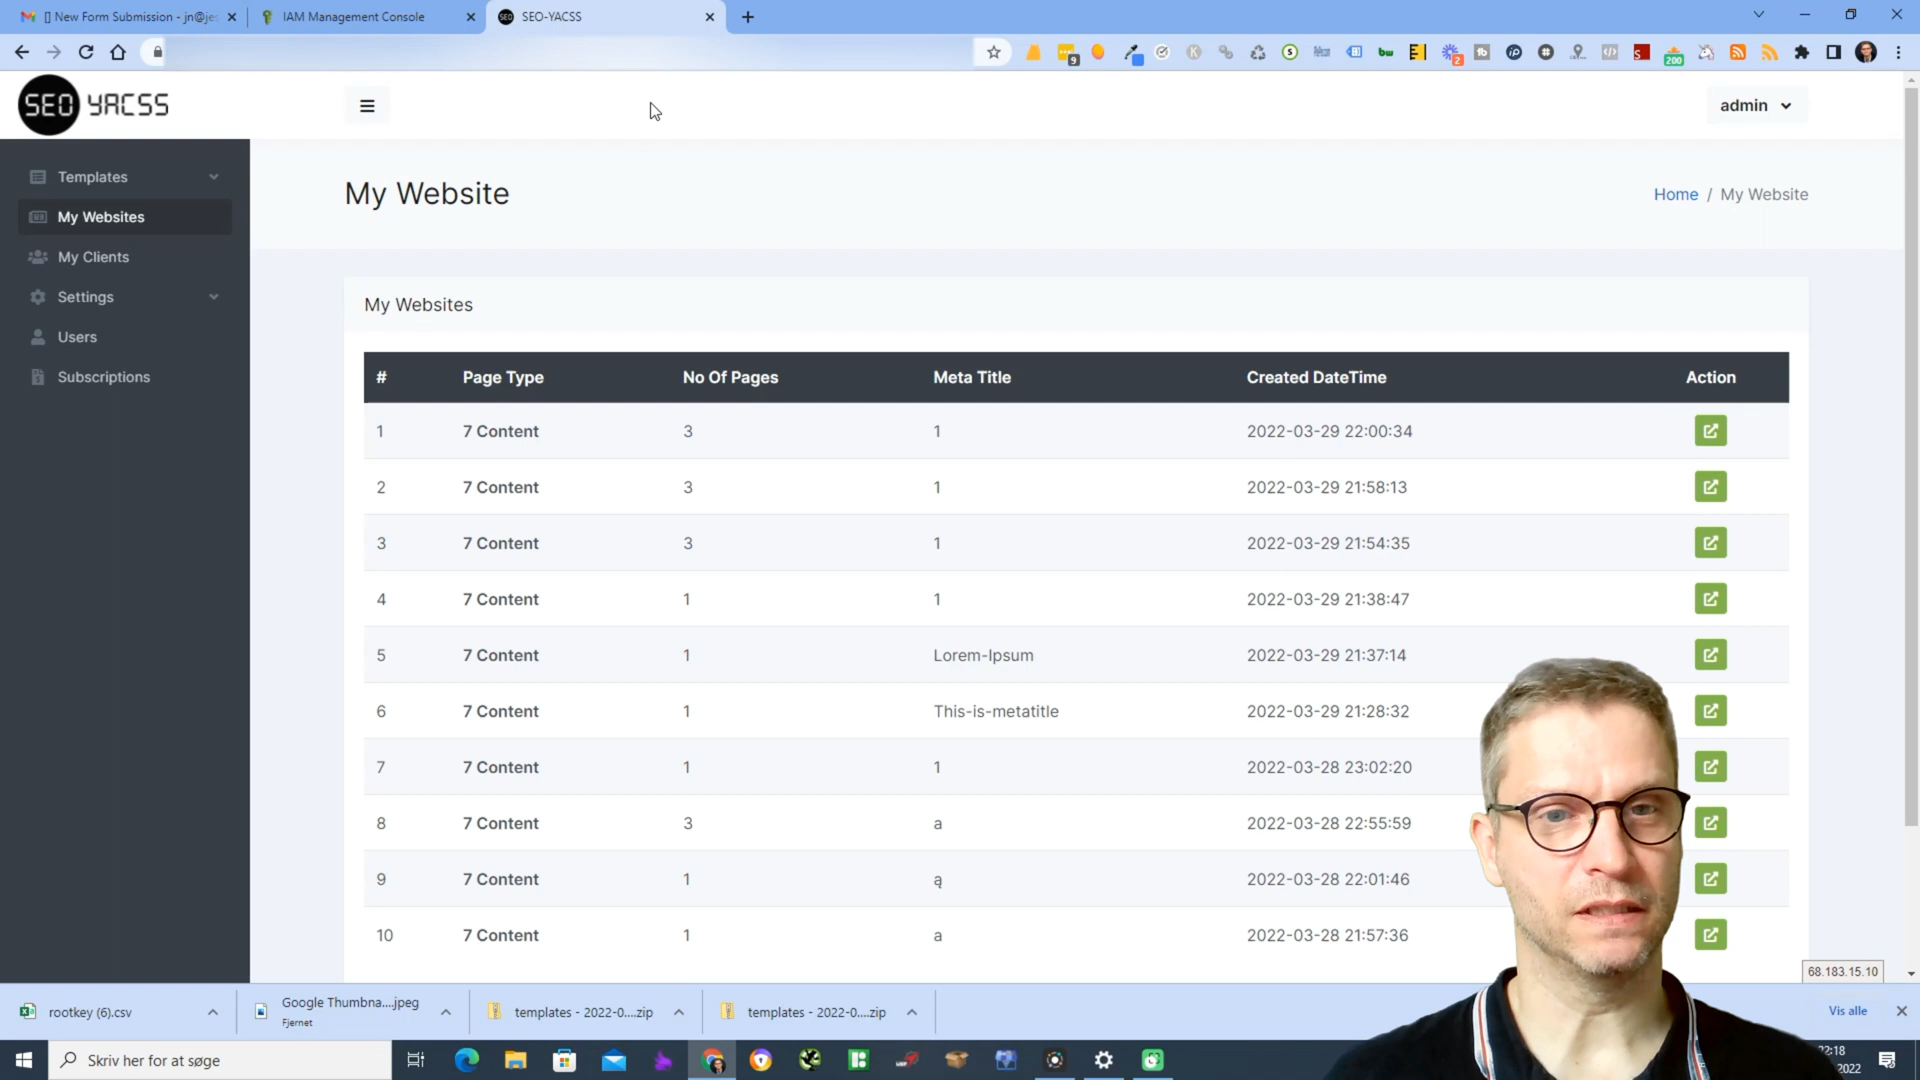 [] New Form Submission - jn@je
IAM Management Console
SEO-YACSS
9
2
200
SEO YACSS
admin
Templates
My Websites
My Clients
Settings
Users
Subscriptions
My Website
Home / My Website
My Websites
# Page Type No Of Pages Meta Title Created DateTime Action
1 7 Content 3 1 2022-03-29 22:00:34
2 7 Content 3 1 2022-03-29 21:58:13
3 7 Content 3 1 2022-03-29 21:54:35
4 7 Content 1 1 2022-03-29 21:38:47
5 7 Content 1 Lorem-Ipsum 2022-03-29 21:37:14
6 7 Content 1 This-is-metatitle 2022-03-29 21:28:32
7 7 Content 1 1 2022-03-28 23:02:20
8 7 Content 3 a 2022-03-28 22:55:59
9 7 Content 1 ą 2022-03-28 22:01:46
10 7 Content 1 a 2022-03-28 21:57:36
68.183.15.10
rootkey (6).csv
Google Thumbna....jpeg
Fjernet
templates - 2022-0....zip
templates - 2022-0....zip
Vis alle
Skriv her for at søge
2:18
2022